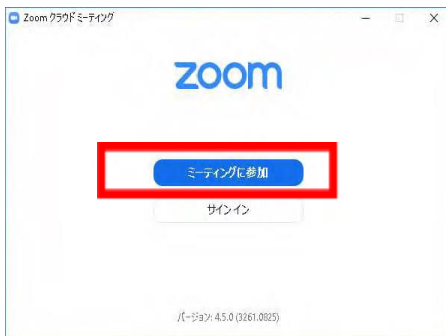 Zoom クラウド ミーティング
zoom
ミーティングに参加
サインイン
バージョン: 4.5.0 (3261.0825)